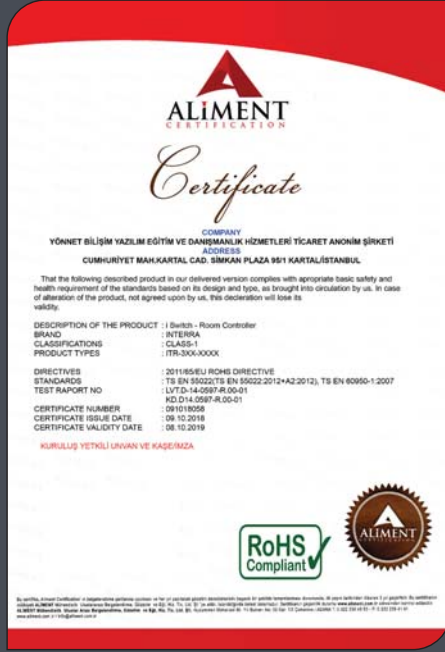 ALİMENT
CERTIFICATION
Certificate
COMPANY
YÖNNET BİLİŞİM YAZILIM EĞİTİM VE DANIŞMANLIK HİZMETLERİ TİCARET ANONİM ŞİRKETİ
ADDRESS
CUMHURİYET MAH.KARTAL CAD. SİMKAN PLAZA 95/1 KARTAL/İSTANBUL
That the following described product in our delivered version complies with apropriate basic safety and
health requirement of the standards based on its design and type, as brought into circulation by us. In case
of alteration of the product, not agreed upon by us, this decleration will lose its
validity.
DESCRIPTION OF THE PRODUCT : I Switch - Room Controller
BRAND : INTERRA
CLASSIFICATIONS : CLASS-1
PRODUCT TYPES : ITR-3XX-XXXX
DIRECTIVES : 2011/65/EU ROHS DIRECTIVE
STANDARDS : TS EN 55022(TS EN 55022:2012+A2:2012), TS EN 60950-1:2007
TEST RAPORT NO : LVT.D-14-0597-R.00-01
KD.D14.0597-R.00-01
CERTIFICATE NUMBER : 091018058
CERTIFICATE ISSUE DATE : 09.10.2018
CERTIFICATE VALIDITY DATE : 08.10.2019
KURULUŞ YETKİLİ UNVAN VE KAŞE/İMZA
RoHS
Compliant
ALİMENT